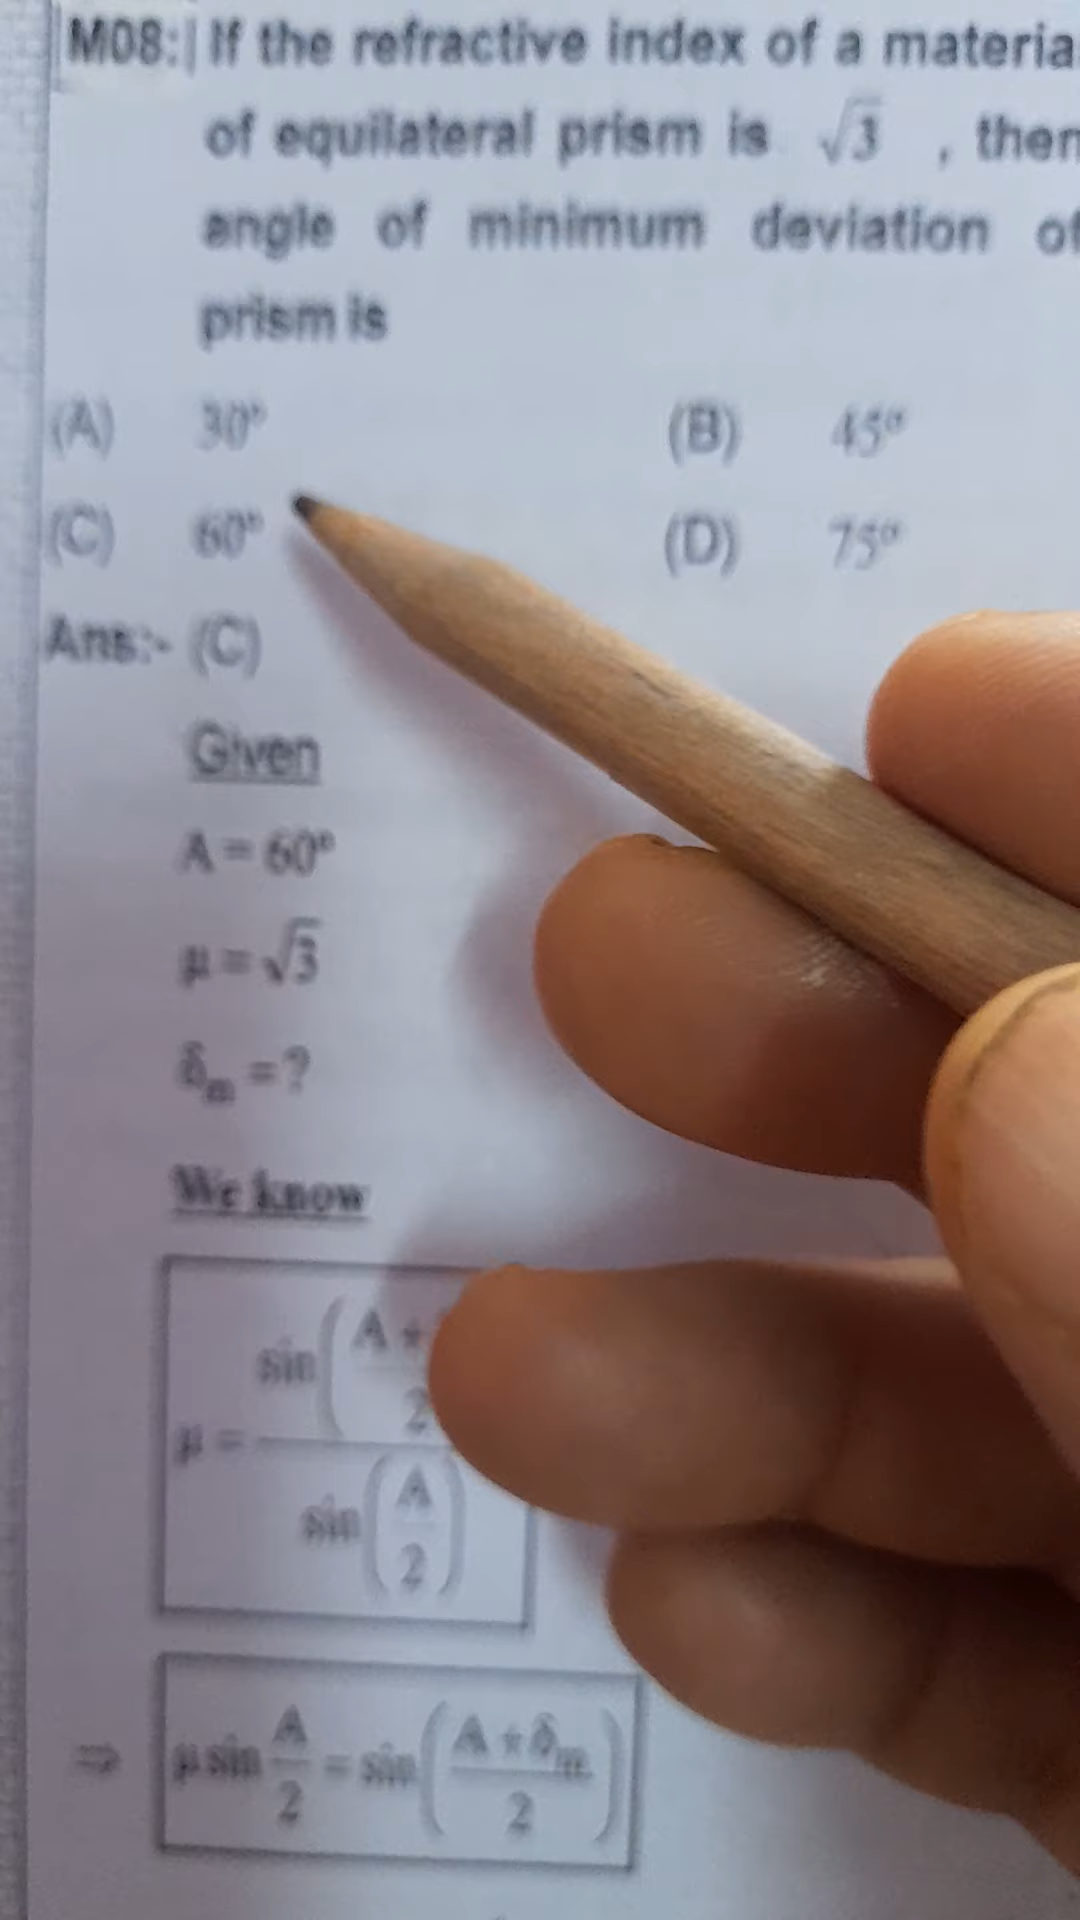 M08: If the refractive index of a materia
of equilateral prism is √3 , then
angle of minimum deviation of
prism is
(A) 30° (B) 45°
(C) 60° (D) 75°
Ans:- (C)
Given
A = 60°
μ = √3
δm = ?
We know
μ = sin(A + 2 / sin(A/2)
⇒ μ sin A/2 = sin((A + δm)/2)